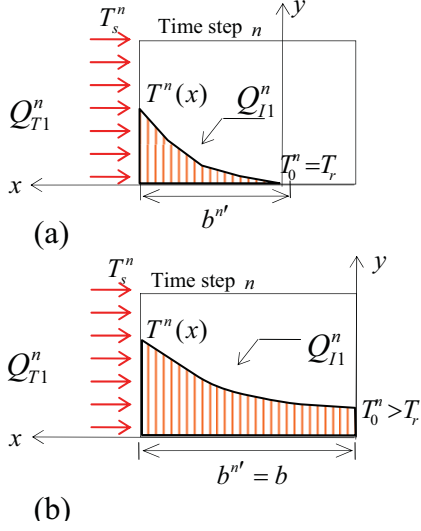 T_s^n
Time step n
y
T^n(x)
Q_{I1}^n
Q_{T1}^n
T_0^n = T_r
x
b^{n'}
(a)
T_s^n
Time step n
y
T^n(x)
Q_{I1}^n
Q_{T1}^n
T_0^n > T_r
x
b^{n'} = b
(b)